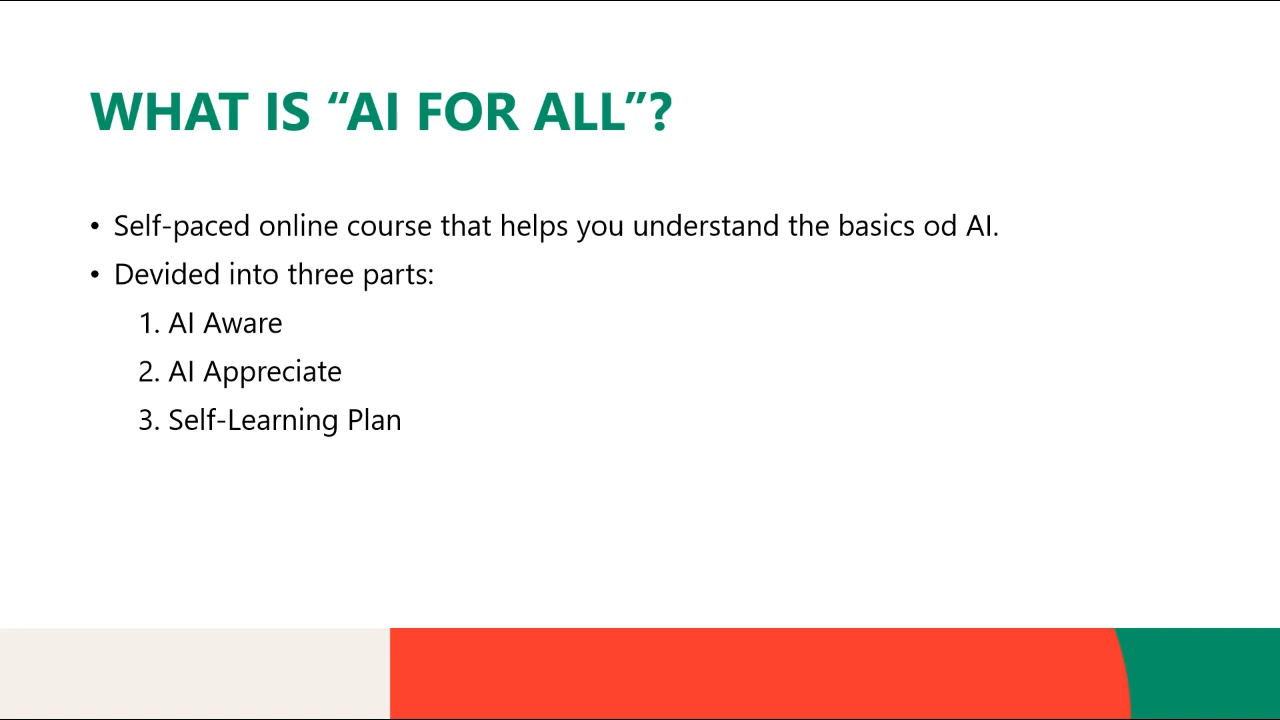 WHAT IS “AI FOR ALL”?
• Self-paced online course that helps you understand the basics od AI.
• Devided into three parts:
1. AI Aware
2. AI Appreciate
3. Self-Learning Plan